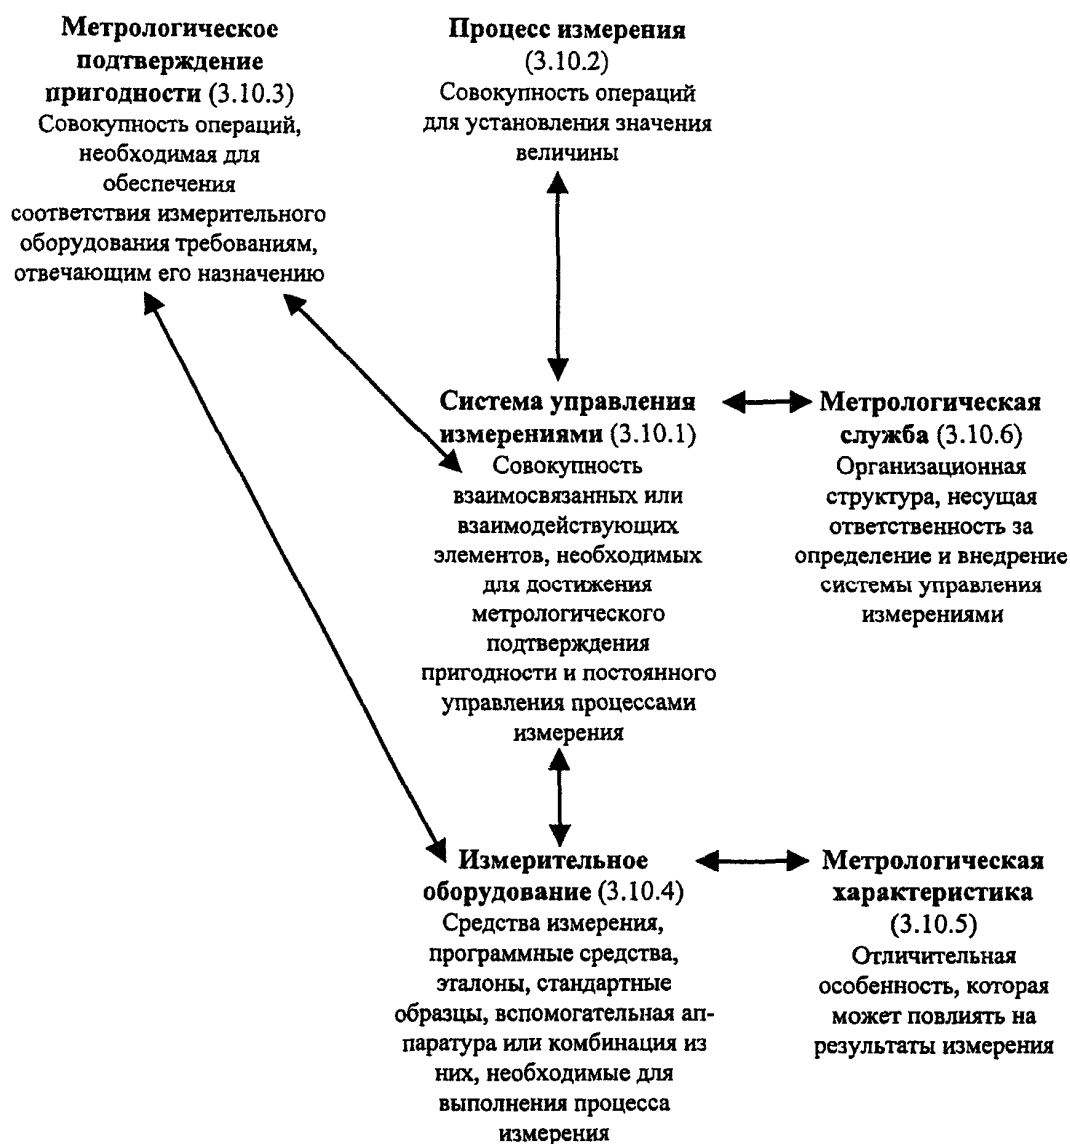 Метрологическое
подтверждение
пригодности (3.10.3)
Совокупность операций,
необходимая для
обеспечения
соответствия измерительного
оборудования требованиям,
отвечающим его назначению
Процесс измерения
(3.10.2)
Совокупность операций
для установления значения
величины
Система управления
измерениями (3.10.1)
Совокупность
взаимосвязанных или
взаимодействующих
элементов, необходимых
для достижения
метрологического
подтверждения
пригодности и постоянного
управления процессами
измерения
Метрологическая
служба (3.10.6)
Организационная
структура, несущая
ответственность за
определение и внедрение
системы управления
измерениями
Измерительное
оборудование (3.10.4)
Средства измерения,
программные средства,
эталоны, стандартные
образцы, вспомогательная ап-
паратура или комбинация из
них, необходимые для
выполнения процесса
измерения
Метрологическая
характеристика
(3.10.5)
Отличительная
особенность, которая
может повлиять на
результаты измерения